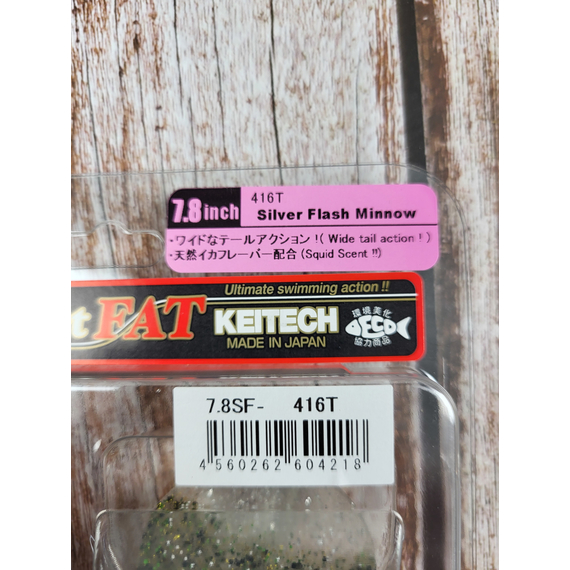 7.8inch 416T
Silver Flash Minnow
・ワイドなテールアクション！( Wide tail action !! )
・天然イカフレーバー配合 (Squid Scent !!)
Ultimate swimming action !!
FAT KEITECH
MADE IN JAPAN
環境美化
ECO
協力商品
7.8SF- 416T
4 560262 604218